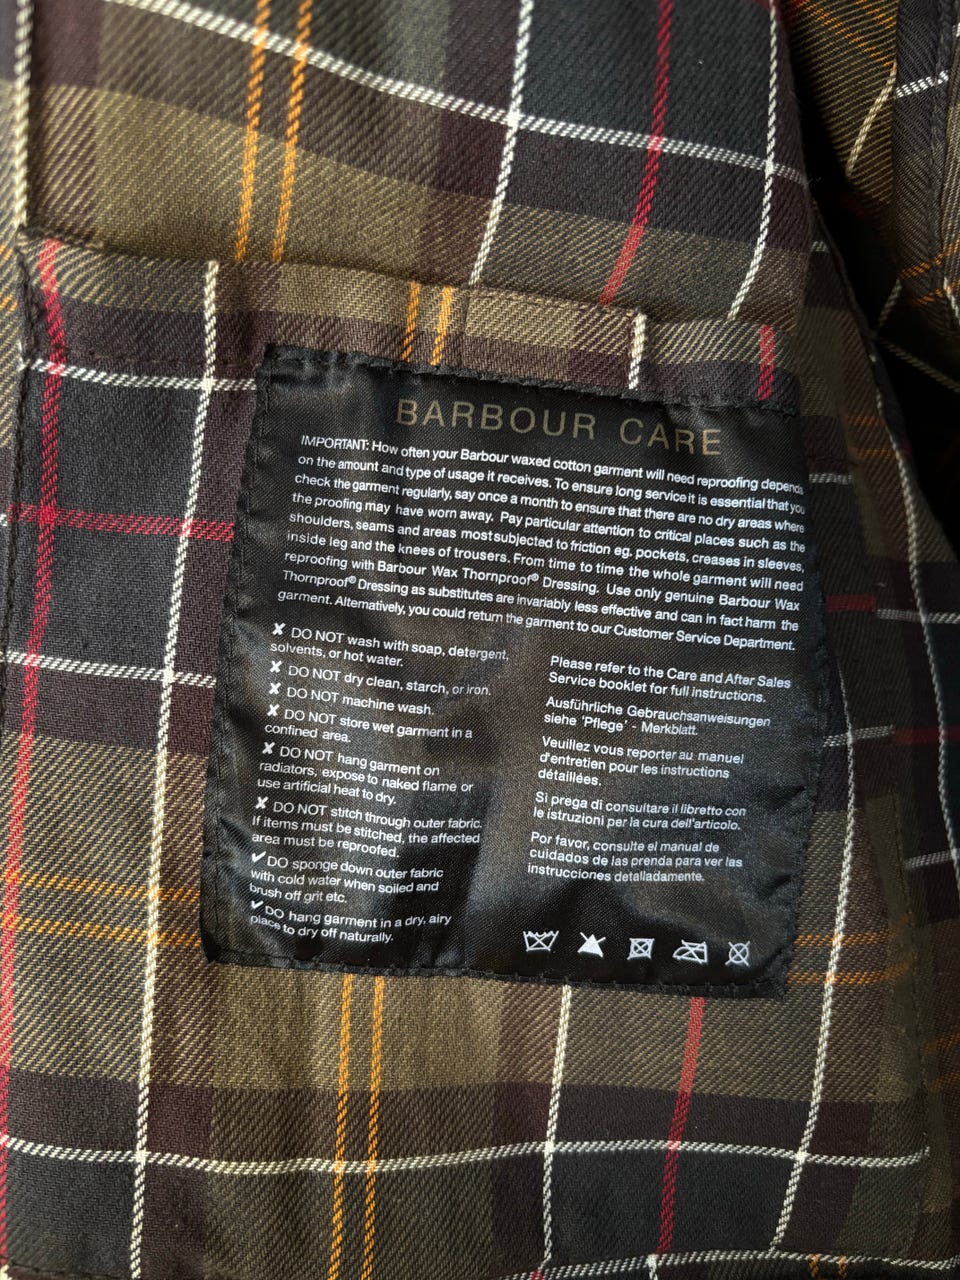 BARBOUR CARE
IMPORTANT: How often your Barbour waxed cotton garment will need reproofing depends
on the amount and type of usage it receives. To ensure long service it is essential that you
check the garment regularly, say once a month to ensure that there are no dry areas where
the proofing may have worn away. Pay particular attention to critical places such as the
shoulders, seams and areas most subjected to friction eg. pockets, creases in sleeves,
inside leg and the knees of trousers. From time to time the whole garment will need
reproofing with Barbour Wax Thornproof® Dressing. Use only genuine Barbour Wax
Thornproof® Dressing as substitutes are invariably less effective and can in fact harm the
garment. Alternatively, you could return the garment to our Customer Service Department.
✘ DO NOT wash with soap, detergent,
solvents, or hot water.
✘ DO NOT dry clean, starch, or iron.
✘ DO NOT machine wash.
✘ DO NOT store wet garment in a
confined area.
✘ DO NOT hang garment on
radiators, expose to naked flame or
use artificial heat to dry.
✘ DO NOT stitch through outer fabric.
If items must be stitched, the affected
area must be reproofed.
✔ DO sponge down outer fabric
with cold water when soiled and
brush off grit etc.
✔ DO hang garment in a dry, airy
place to dry off naturally.
Please refer to the Care and After Sales
Service booklet for full instructions.
Ausführliche Gebrauchsanweisungen
siehe 'Pflege' - Merkblatt.
Veuillez vous reporter au manuel
d'entretien pour les instructions
détaillées.
Si prega di consultare il libretto con
le istruzioni per la cura dell'articolo.
Por favor, consulte el manual de
cuidados de las prenda para ver las
instrucciones detalladamente.